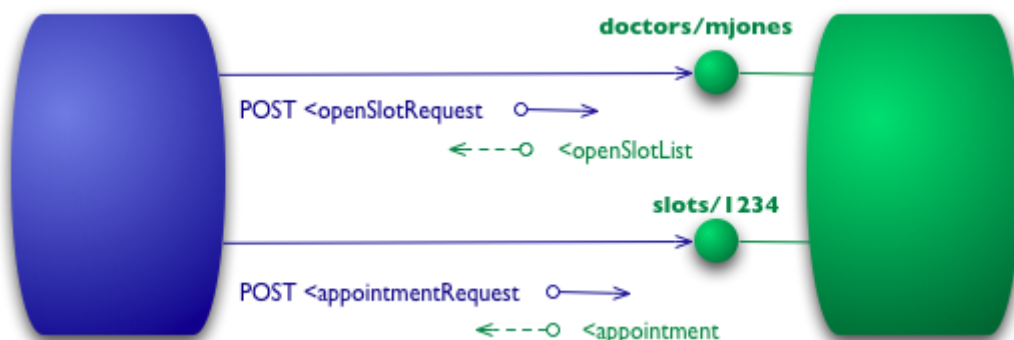 doctors/mjones
POST <openSlotRequest
<openSlotList
slots/1234
POST <appointmentRequest
<appointment